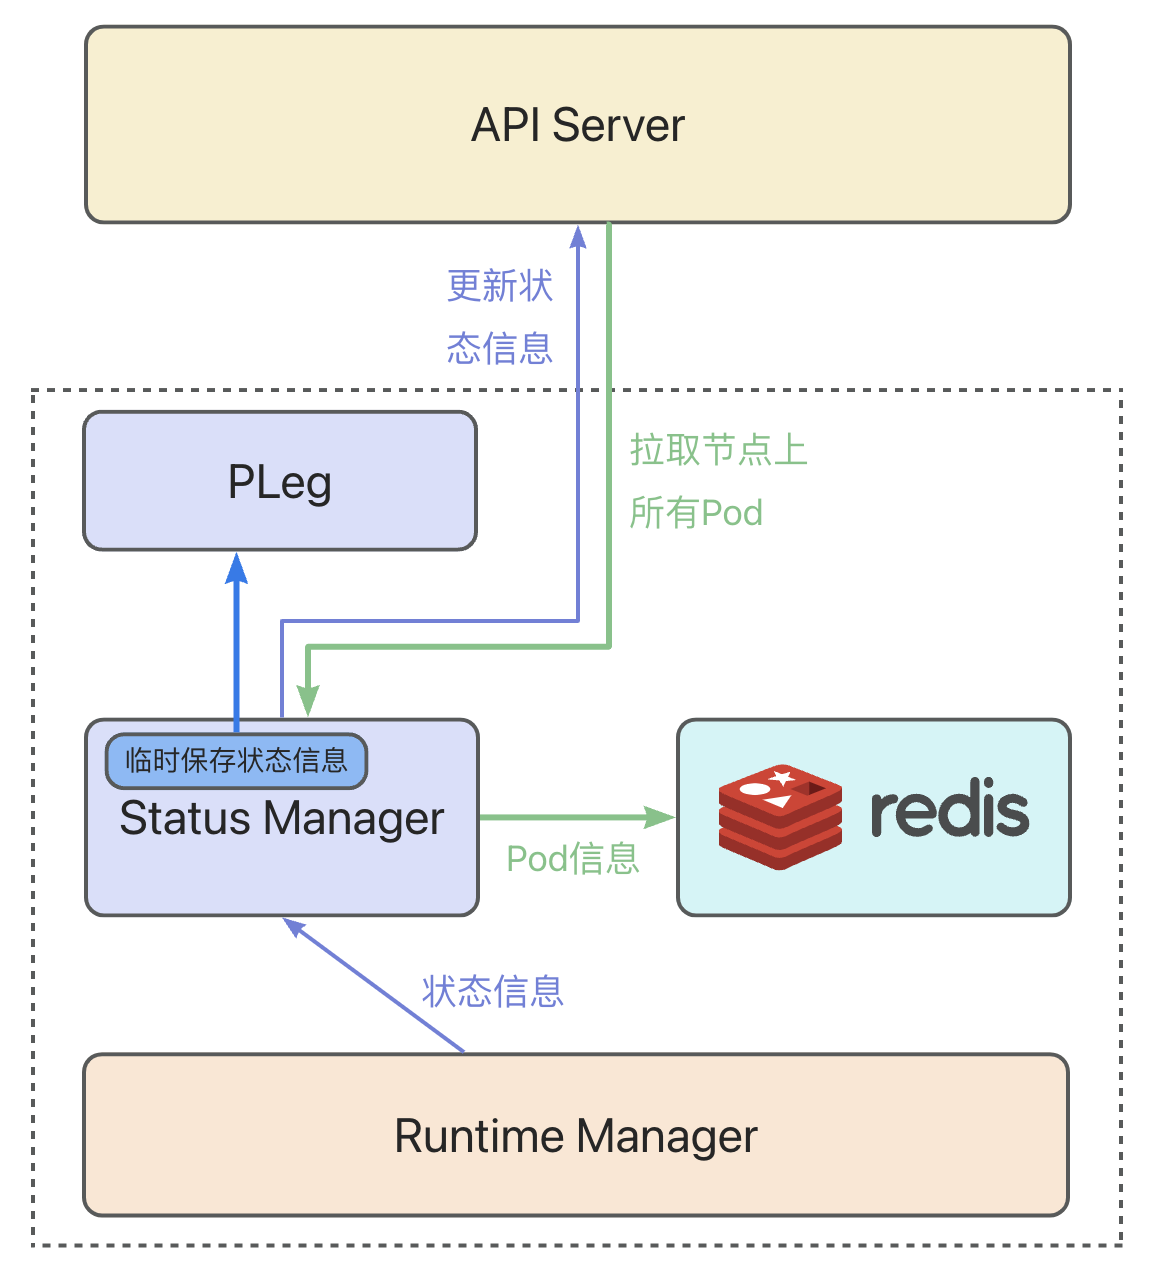 API Server
更新状
态信息
PLeg
拉取节点上
所有Pod
临时保存状态信息
Status Manager
redis
Pod信息
状态信息
Runtime Manager